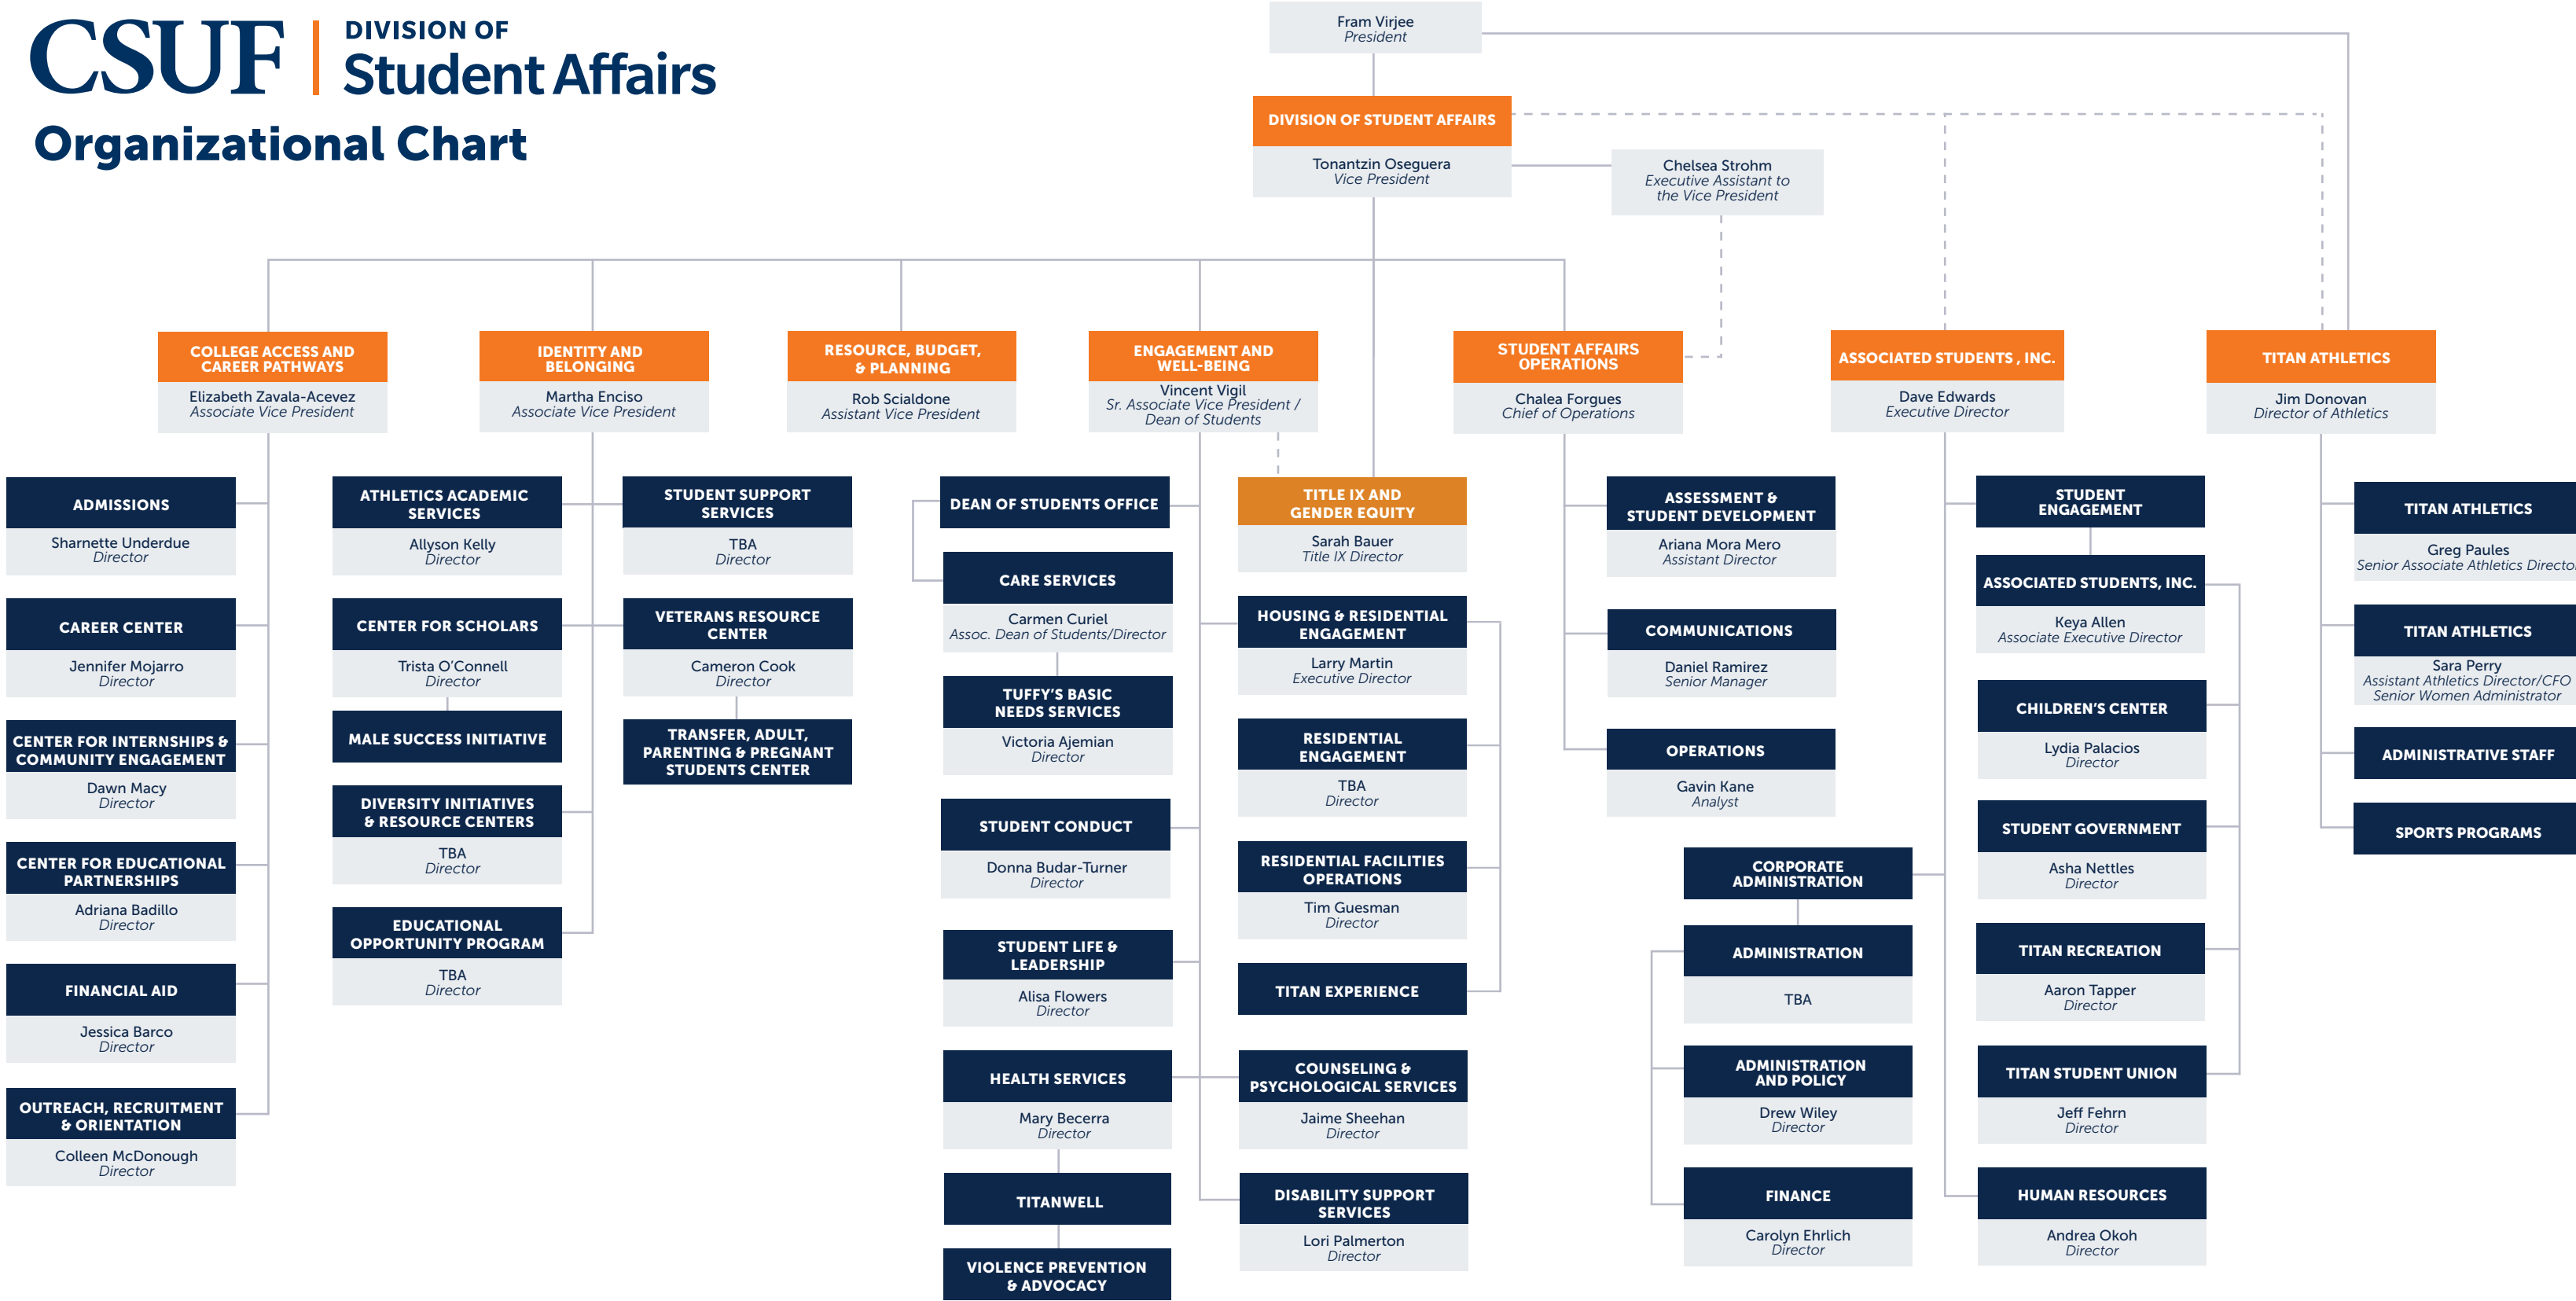 CSUF
DIVISION OF
Student Affairs
Organizational Chart
Fram Virjee
President
DIVISION OF STUDENT AFFAIRS
Tonantzin Oseguera
Vice President
Chelsea Strohm
Executive Assistant to
the Vice President
COLLEGE ACCESS AND
CAREER PATHWAYS
Elizabeth Zavala-Acevez
Associate Vice President
IDENTITY AND
BELONGING
Martha Enciso
Associate Vice President
RESOURCE, BUDGET,
& PLANNING
Rob Scialdone
Assistant Vice President
ENGAGEMENT AND
WELL-BEING
Vincent Vigil
Sr. Associate Vice President /
Dean of Students
STUDENT AFFAIRS
OPERATIONS
Chalea Forgues
Chief of Operations
ASSOCIATED STUDENTS , INC.
Dave Edwards
Executive Director
TITAN ATHLETICS
Jim Donovan
Director of Athletics
ADMISSIONS
Sharnette Underdue
Director
CAREER CENTER
Jennifer Mojarro
Director
CENTER FOR INTERNSHIPS &
COMMUNITY ENGAGEMENT
Dawn Macy
Director
CENTER FOR EDUCATIONAL
PARTNERSHIPS
Adriana Badillo
Director
FINANCIAL AID
Jessica Barco
Director
OUTREACH, RECRUITMENT
& ORIENTATION
Colleen McDonough
Director
ATHLETICS ACADEMIC
SERVICES
Allyson Kelly
Director
CENTER FOR SCHOLARS
Trista O’Connell
Director
MALE SUCCESS INITIATIVE
DIVERSITY INITIATIVES
& RESOURCE CENTERS
TBA
Director
EDUCATIONAL
OPPORTUNITY PROGRAM
TBA
Director
STUDENT SUPPORT
SERVICES
TBA
Director
VETERANS RESOURCE
CENTER
Cameron Cook
Director
TRANSFER, ADULT,
PARENTING & PREGNANT
STUDENTS CENTER
DEAN OF STUDENTS OFFICE
CARE SERVICES
Carmen Curiel
Assoc. Dean of Students/Director
TUFFY’S BASIC
NEEDS SERVICES
Victoria Ajemian
Director
STUDENT CONDUCT
Donna Budar-Turner
Director
STUDENT LIFE &
LEADERSHIP
Alisa Flowers
Director
HEALTH SERVICES
Mary Becerra
Director
TITANWELL
VIOLENCE PREVENTION
& ADVOCACY
TITLE IX AND
GENDER EQUITY
Sarah Bauer
Title IX Director
HOUSING & RESIDENTIAL
ENGAGEMENT
Larry Martin
Executive Director
RESIDENTIAL
ENGAGEMENT
TBA
Director
RESIDENTIAL FACILITIES
OPERATIONS
Tim Guesman
Director
TITAN EXPERIENCE
COUNSELING &
PSYCHOLOGICAL SERVICES
Jaime Sheehan
Director
DISABILITY SUPPORT
SERVICES
Lori Palmerton
Director
ASSESSMENT &
STUDENT DEVELOPMENT
Ariana Mora Mero
Assistant Director
COMMUNICATIONS
Daniel Ramirez
Senior Manager
OPERATIONS
Gavin Kane
Analyst
CORPORATE
ADMINISTRATION
ADMINISTRATION
TBA
ADMINISTRATION
AND POLICY
Drew Wiley
Director
FINANCE
Carolyn Ehrlich
Director
STUDENT
ENGAGEMENT
ASSOCIATED STUDENTS, INC.
Keya Allen
Associate Executive Director
CHILDREN’S CENTER
Lydia Palacios
Director
STUDENT GOVERNMENT
Asha Nettles
Director
TITAN RECREATION
Aaron Tapper
Director
TITAN STUDENT UNION
Jeff Fehrn
Director
HUMAN RESOURCES
Andrea Okoh
Director
TITAN ATHLETICS
Greg Paules
Senior Associate Athletics Director
TITAN ATHLETICS
Sara Perry
Assistant Athletics Director/CFO
Senior Women Administrator
ADMINISTRATIVE STAFF
SPORTS PROGRAMS